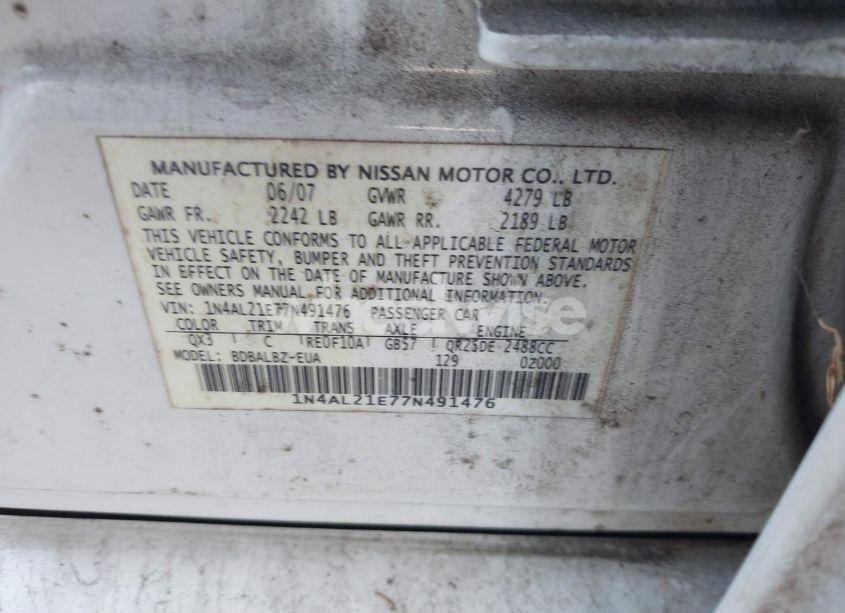 MANUFACTURED BY NISSAN MOTOR CO., LTD.
DATE 06/07 GVWR 4279 LB
GAWR FR. 2242 LB GAWR RR. 2189 LB
THIS VEHICLE CONFORMS TO ALL APPLICABLE FEDERAL MOTOR
VEHICLE SAFETY, BUMPER AND THEFT PREVENTION STANDARDS
IN EFFECT ON THE DATE OF MANUFACTURE SHOWN ABOVE.
SEE OWNERS MANUAL FOR ADDITIONAL INFORMATION.
VIN: 1N4AL21E77N491476 PASSENGER CAR
COLOR TRIM TRANS AXLE ENGINE
QX3 C RE0F10A GB57 QR25DE 2488CC
MODEL: BDBALBZ-EUA 129 0Z000
1N4AL21E77N491476